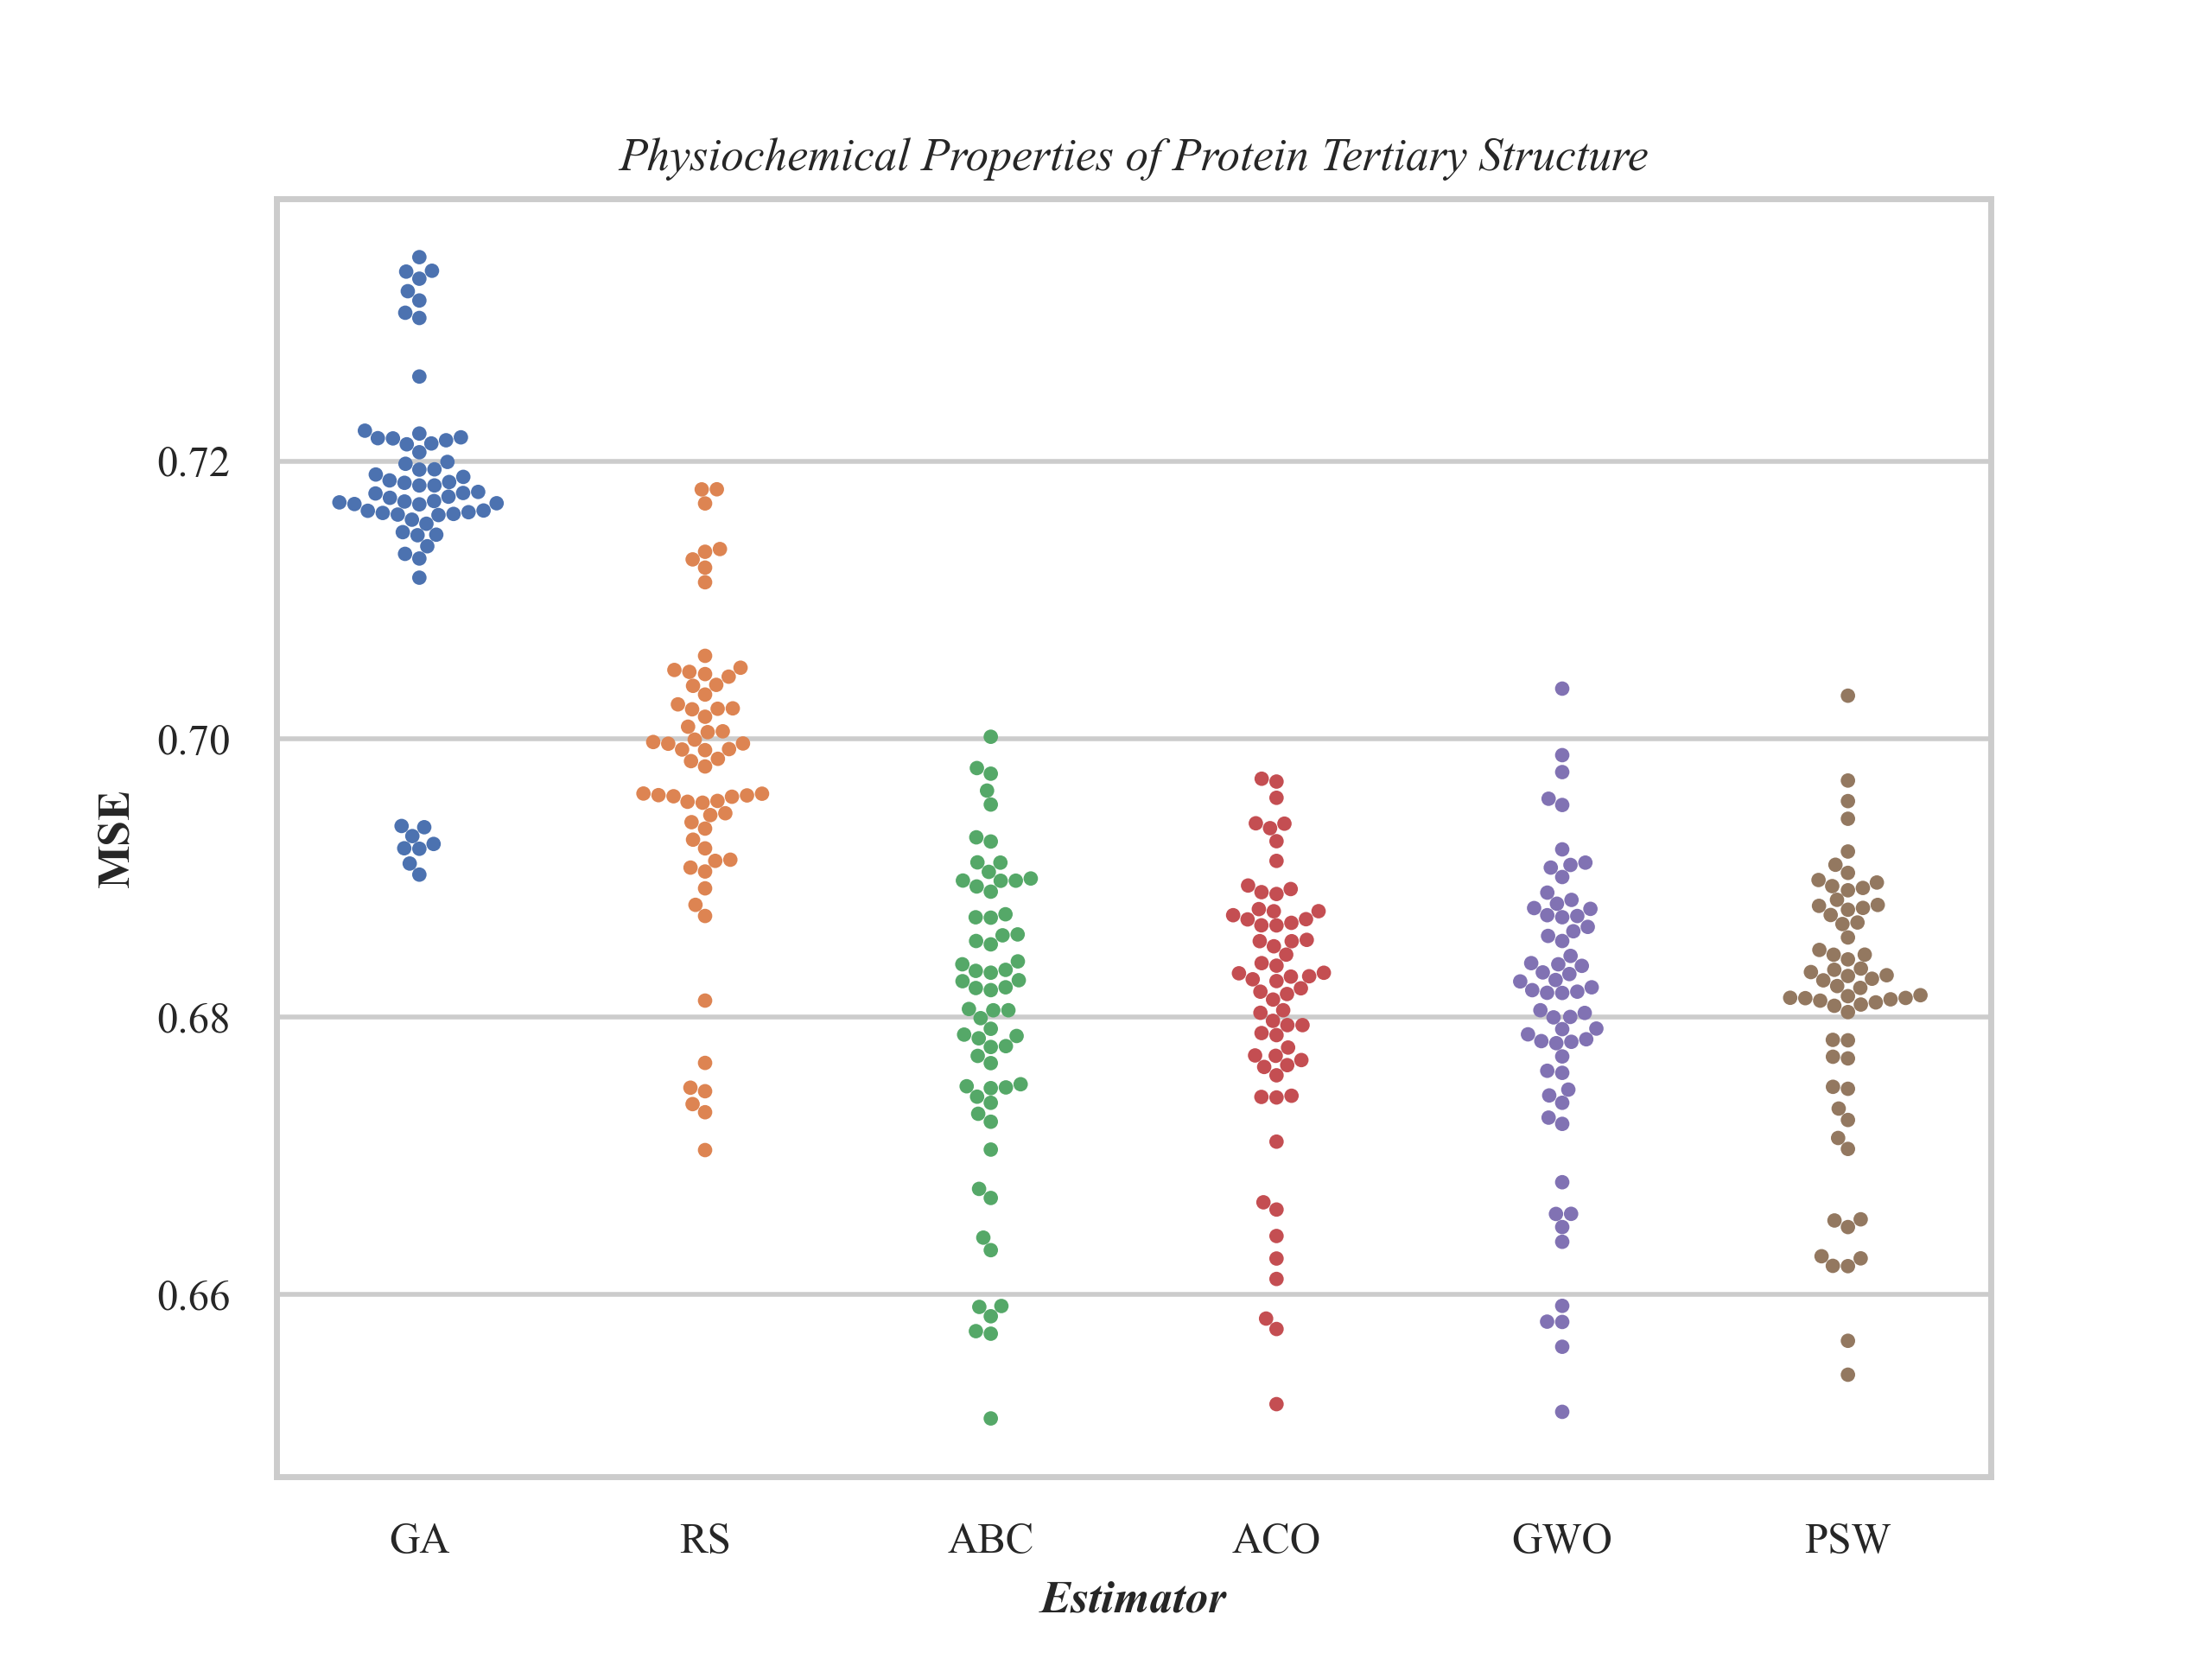 Physiochemical Properties of Protein Tertiary Structure
0.72
0.70
0.68
0.66
MSE
GA RS ABC ACO GWO PSW
Estimator